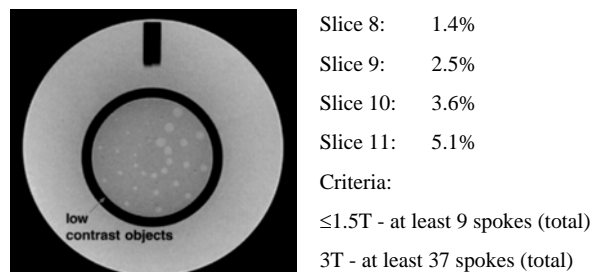 low
contrast objects
Slice 8: 1.4%
Slice 9: 2.5%
Slice 10: 3.6%
Slice 11: 5.1%
Criteria:
≤1.5T - at least 9 spokes (total)
3T - at least 37 spokes (total)